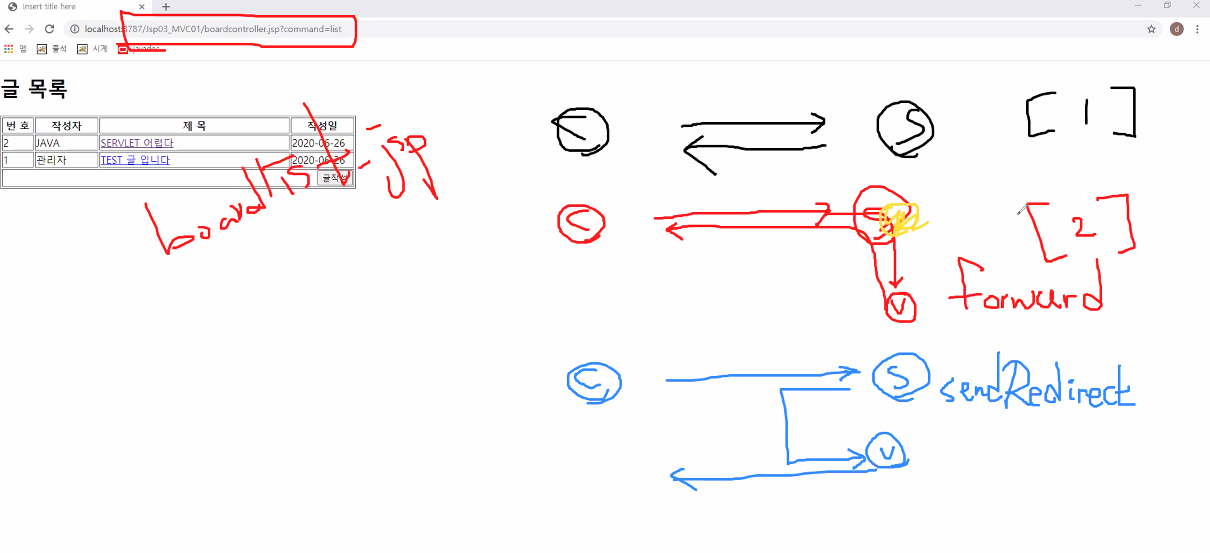 insert title here
localhost:8787/Jsp03_MVC01/boardcontroller.jsp?command=list
d
앱 출석 시계 javadoc
글 목록
번 호 작성자 제 목 작성일
2 JAVA SERVLET 어렵다 2020-06-26
1 관리자 TEST 글 입니다 2020-06-26
글작성
boardlist.jsp
C S [ 1 ]
C S [ 2 ]
V forward
C S sendRedirect
V